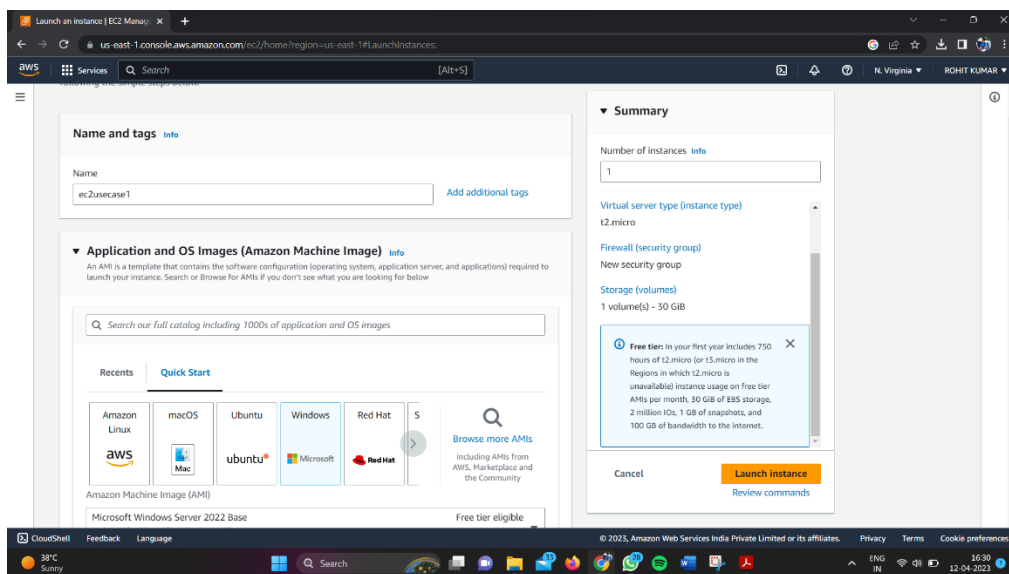 Launch an instance | EC2 Manag
us-east-1.console.aws.amazon.com/ec2/home?region=us-east-1#LaunchInstances:
aws
Services
Search
[Alt+S]
N. Virginia
ROHIT KUMAR
following the simple steps below.
Name and tags Info
Name
ec2usecase1
Add additional tags
Application and OS Images (Amazon Machine Image) Info
An AMI is a template that contains the software configuration (operating system, application server, and applications) required to
launch your instance. Search or Browse for AMIs if you don't see what you are looking for
below
Search our full catalog including 1000s of application and OS images
Recents
Quick Start
Amazon
Linux
aws
macOS
Mac
Ubuntu
ubuntu
Windows
Microsoft
Red Hat
Red Hat
S
Browse more AMIs
Including AMIs from
AWS, Marketplace and
the Community
Amazon Machine Image (AMI)
Microsoft Windows Server 2022 Base
Free tier eligible
Summary
Number of instances Info
1
Virtual server type (instance type)
t2.micro
Firewall (security group)
New security group
Storage (volumes)
1 volume(s) - 30 GiB
Free tier: In your first year includes 750
hours of t2.micro (or t3.micro in the
Regions in which t2.micro is
unavailable) instance usage on free tier
AMIs per month, 30 GiB of EBS storage,
2 million IOs, 1 GB of snapshots, and
100 GB of bandwidth to the internet.
Cancel
Launch instance
Review commands
CloudShell
Feedback
Language
© 2023, Amazon Web Services India Private Limited or its affiliates.
Privacy
Terms
Cookie preferences
38°C
Sunny
Search
33
28
ENG
IN
16:30
12-04-2023